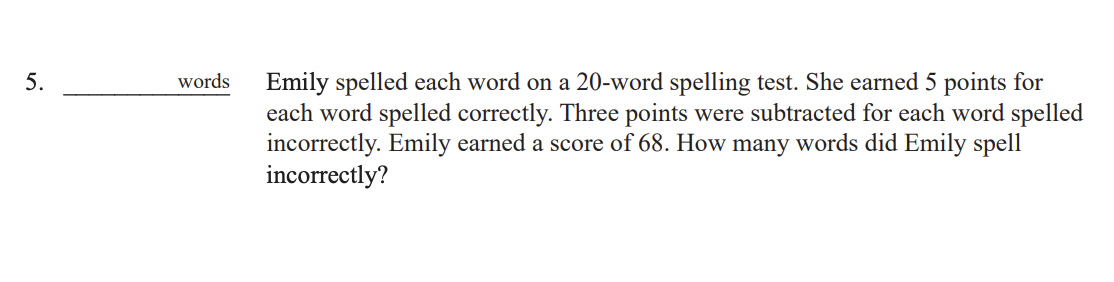 5. words Emily spelled each word on a 20-word spelling test. She earned 5 points for
each word spelled correctly. Three points were subtracted for each word spelled
incorrectly. Emily earned a score of 68. How many words did Emily spell
incorrectly?